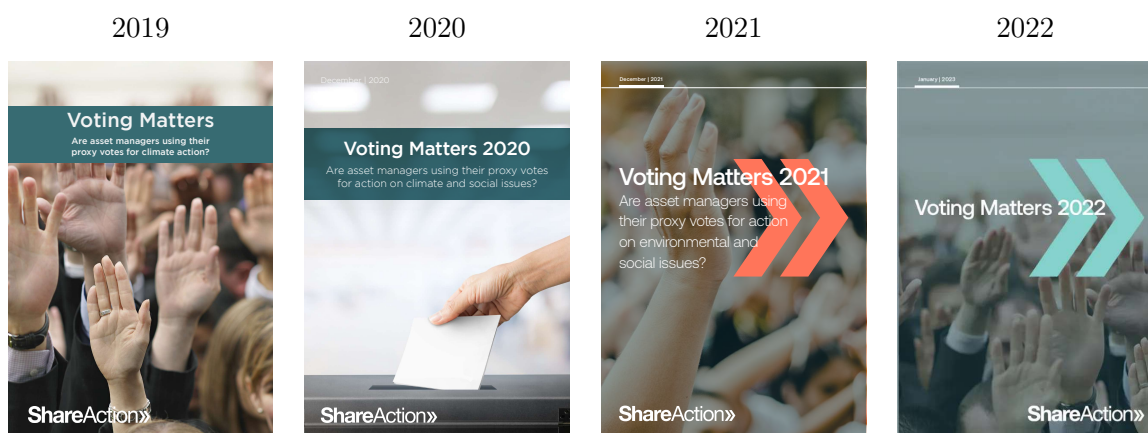 2019
2020
2021
2022
Voting Matters
Are asset managers using their
proxy votes for climate action?
ShareAction»
December | 2020
Voting Matters 2020
Are asset managers using their proxy votes
for action on climate and social issues?
ShareAction»
December | 2021
Voting Matters 2021
Are asset managers using
their proxy votes for action
on environmental and
social issues?
ShareAction»
January | 2023
Voting Matters 2022
ShareAction»